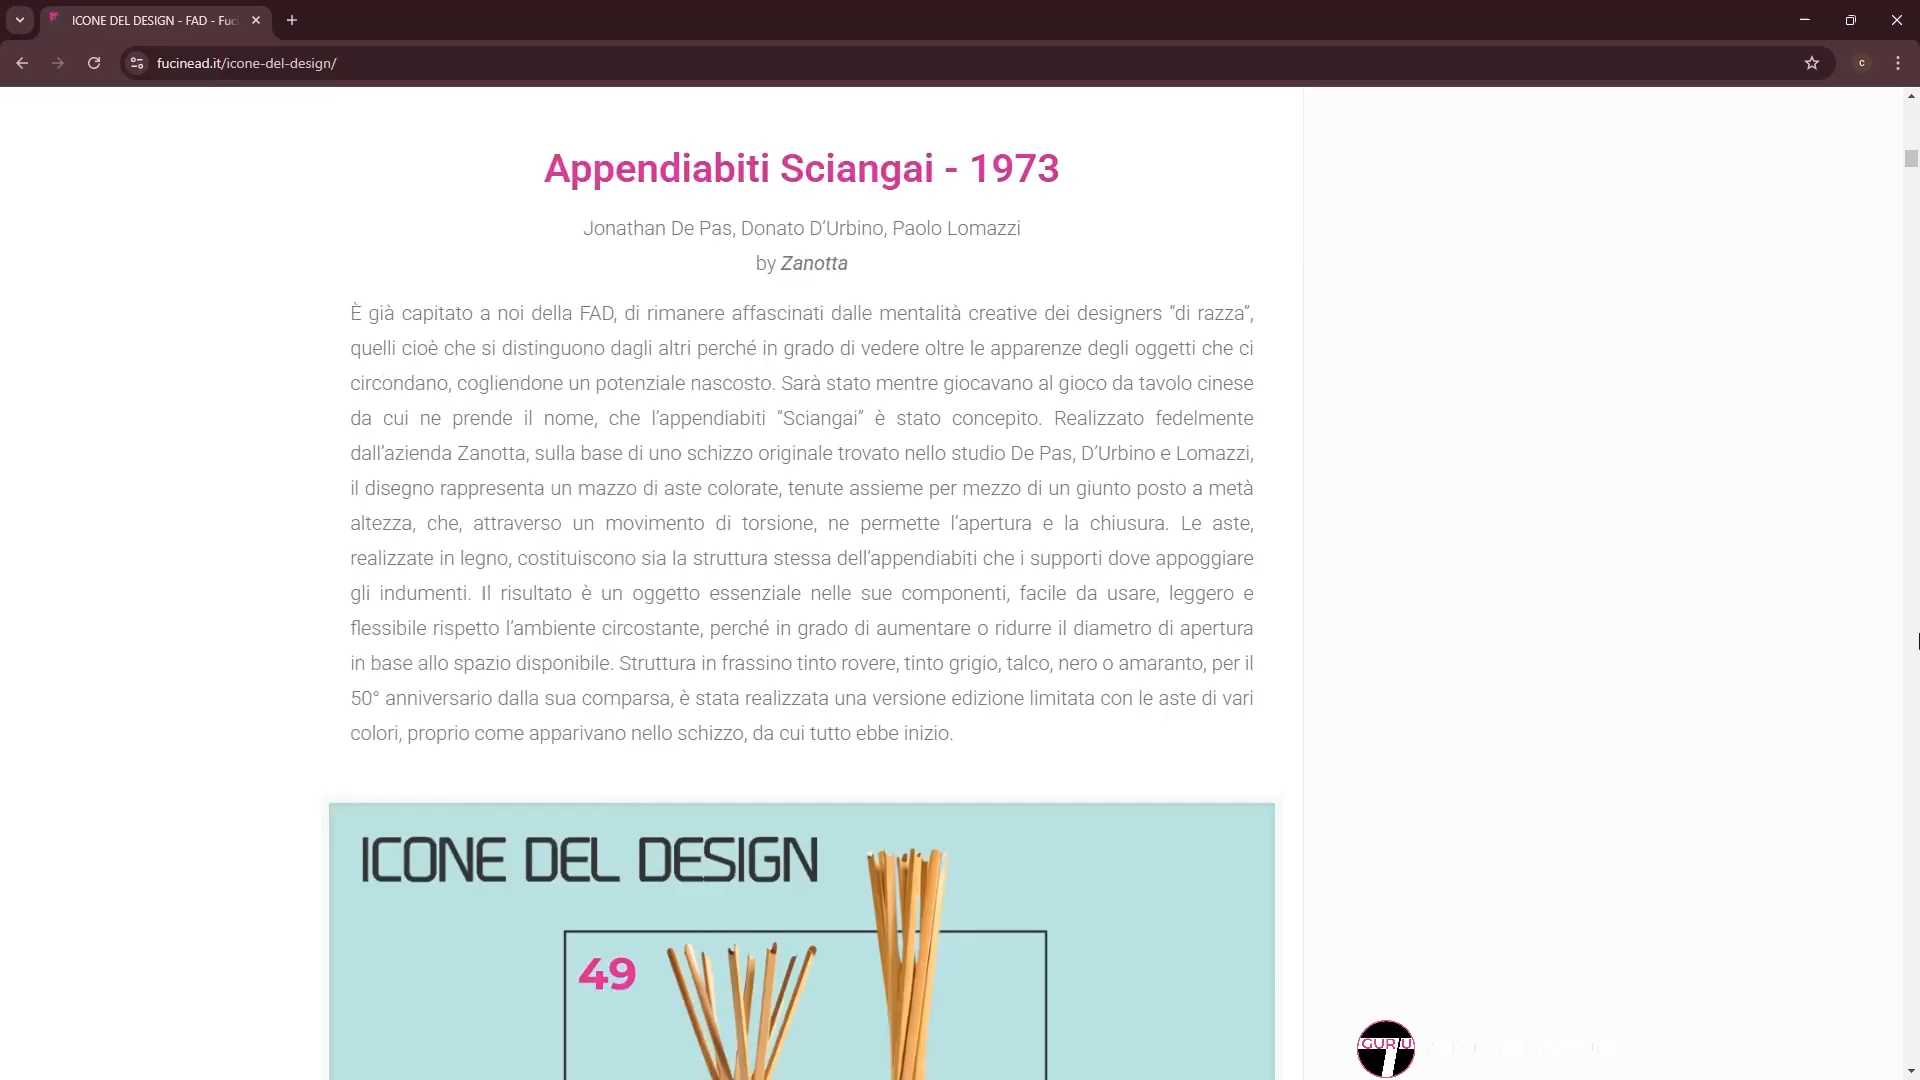 ICONE DEL DESIGN - FAD - Fuc
fucinead.it/icone-del-design/
c
Appendiabiti Sciangai - 1973
Jonathan De Pas, Donato D’Urbino, Paolo Lomazzi
by Zanotta
È già capitato a noi della FAD, di rimanere affascinati dalle mentalità creative dei designers “di razza”,
quelli cioè che si distinguono dagli altri perché in grado di vedere oltre le apparenze degli oggetti che ci
circondano, cogliendone un potenziale nascosto. Sarà stato mentre giocavano al gioco da tavolo cinese
da cui ne prende il nome, che l’appendiabiti “Sciangai” è stato concepito. Realizzato fedelmente
dall’azienda Zanotta, sulla base di uno schizzo originale trovato nello studio De Pas, D’Urbino e Lomazzi,
il disegno rappresenta un mazzo di aste colorate, tenute assieme per mezzo di un giunto posto a metà
altezza, che, attraverso un movimento di torsione, ne permette l’apertura e la chiusura. Le aste,
realizzate in legno, costituiscono sia la struttura stessa dell’appendiabiti che i supporti dove appoggiare
gli indumenti. Il risultato è un oggetto essenziale nelle sue componenti, facile da usare, leggero e
flessibile rispetto l’ambiente circostante, perché in grado di aumentare o ridurre il diametro di apertura
in base allo spazio disponibile. Struttura in frassino tinto rovere, tinto grigio, talco, nero o amaranto, per il
50° anniversario dalla sua comparsa, è stata realizzata una versione edizione limitata con le aste di vari
colori, proprio come apparivano nello schizzo, da cui tutto ebbe inizio.
ICONE DEL DESIGN
49
GURU